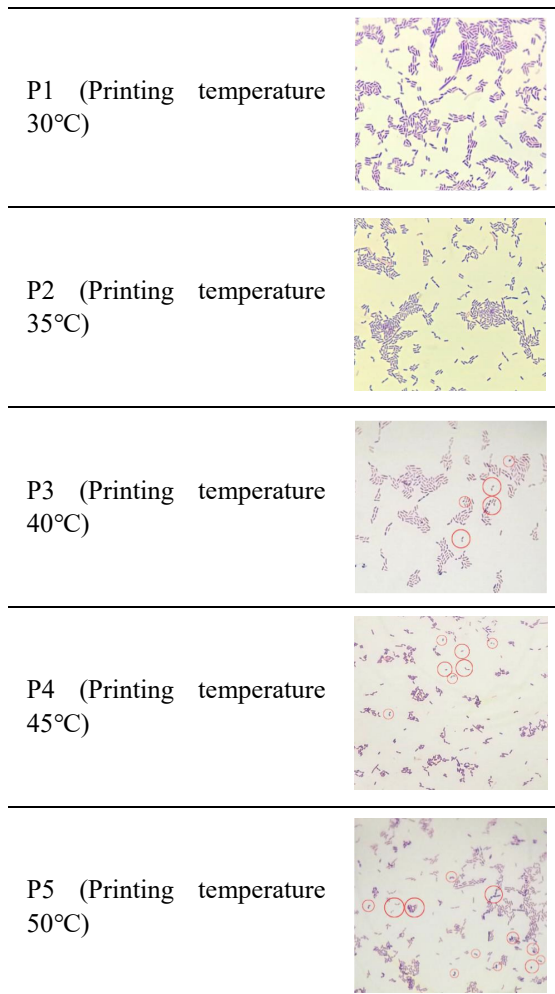 P1 (Printing temperature
30℃)
P2 (Printing temperature
35℃)
P3 (Printing temperature
40℃)
P4 (Printing temperature
45℃)
P5 (Printing temperature
50℃)